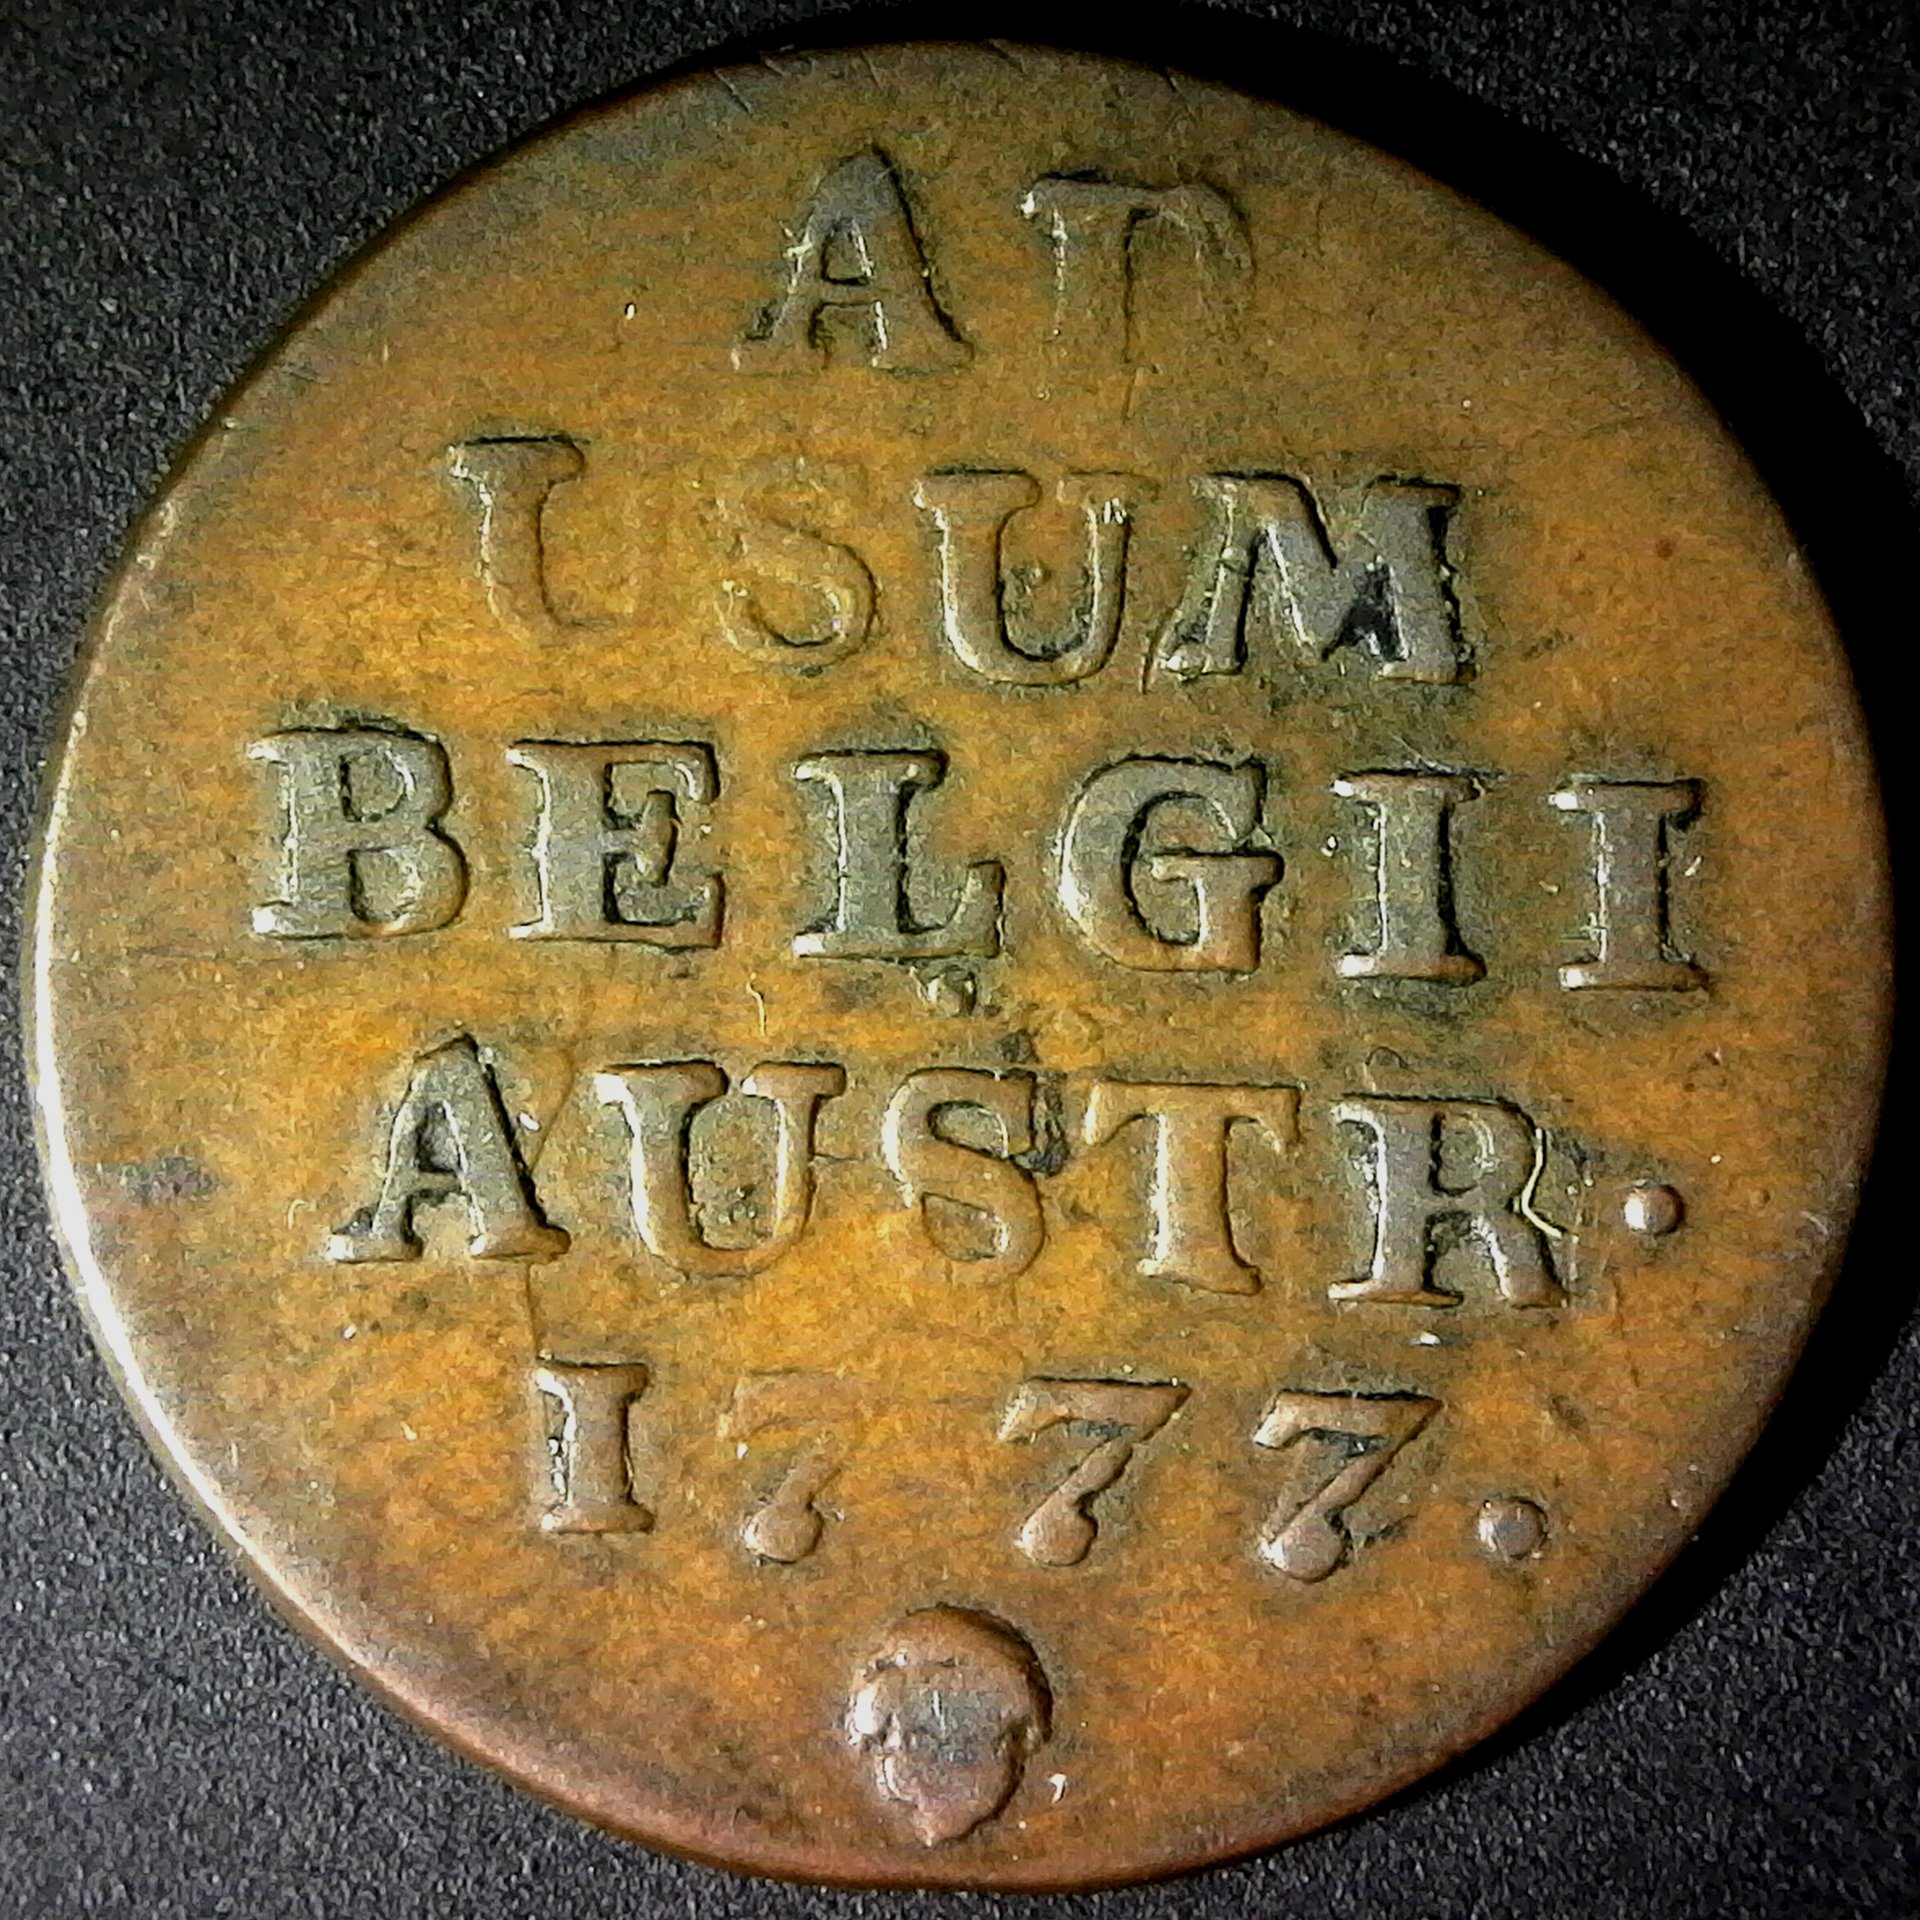 AD
USUM
BELGII
AUSTR.
1777.